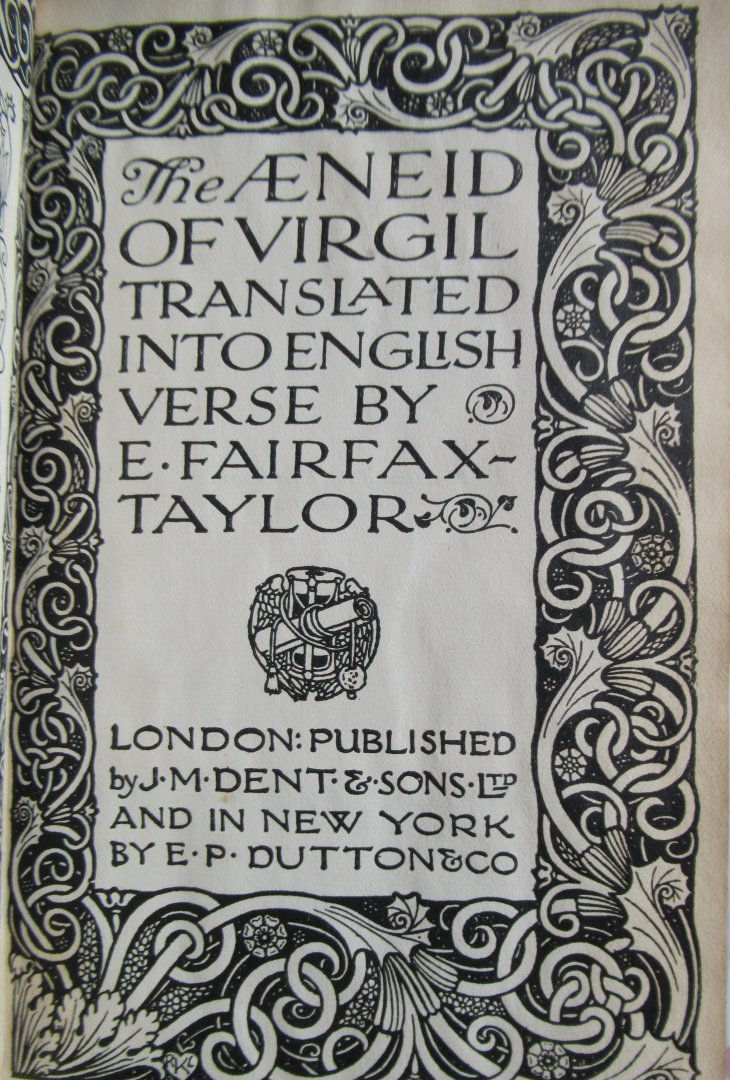 The ÆNEID
OF VIRGIL
TRANSLATED
INTO ENGLISH
VERSE BY
E · FAIRFAX-
TAYLOR
LONDON: PUBLISHED
by J · M · DENT · & · SONS · LTD
AND IN NEW YORK
BY E · P · DUTTON & CO